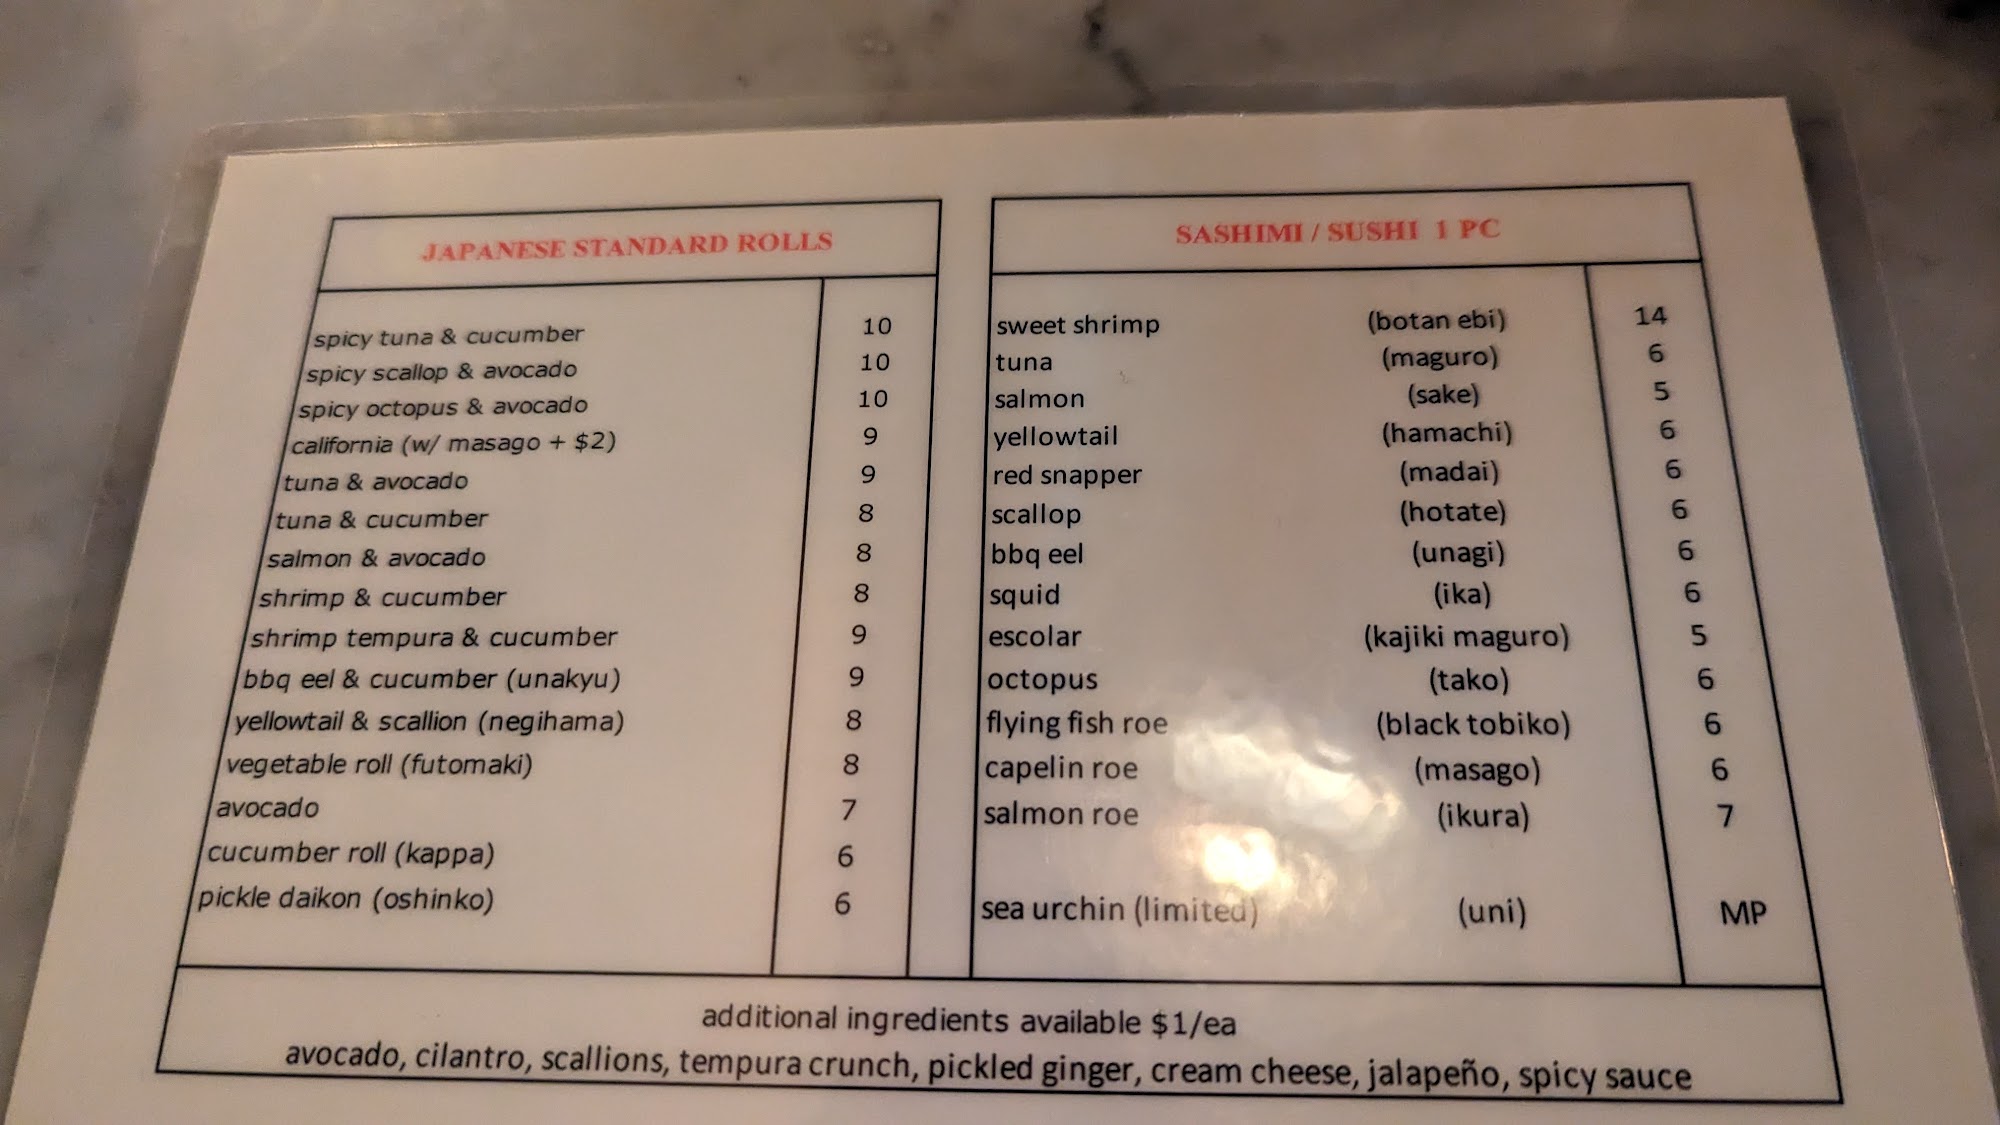 JAPANESE STANDARD ROLLS
spicy tuna & cucumber 10
spicy scallop & avocado 10
spicy octopus & avocado 10
california (w/ masago + $2) 9
tuna & avocado 9
tuna & cucumber 8
salmon & avocado 8
shrimp & cucumber 8
shrimp tempura & cucumber 9
bbq eel & cucumber (unakyu) 9
yellowtail & scallion (negihama) 8
vegetable roll (futomaki) 8
avocado 7
cucumber roll (kappa) 6
pickle daikon (oshinko) 6
SASHIMI / SUSHI 1 PC
sweet shrimp (botan ebi) 14
tuna (maguro) 6
salmon (sake) 5
yellowtail (hamachi) 6
red snapper (madai) 6
scallop (hotate) 6
bbq eel (unagi) 6
squid (ika) 6
escolar (kajiki maguro) 5
octopus (tako) 6
flying fish roe (black tobiko) 6
capelin roe (masago) 6
salmon roe (ikura) 7
sea urchin (limited) (uni) MP
additional ingredients available $1/ea
avocado, cilantro, scallions, tempura crunch, pickled ginger, cream cheese, jalapeño, spicy sauce